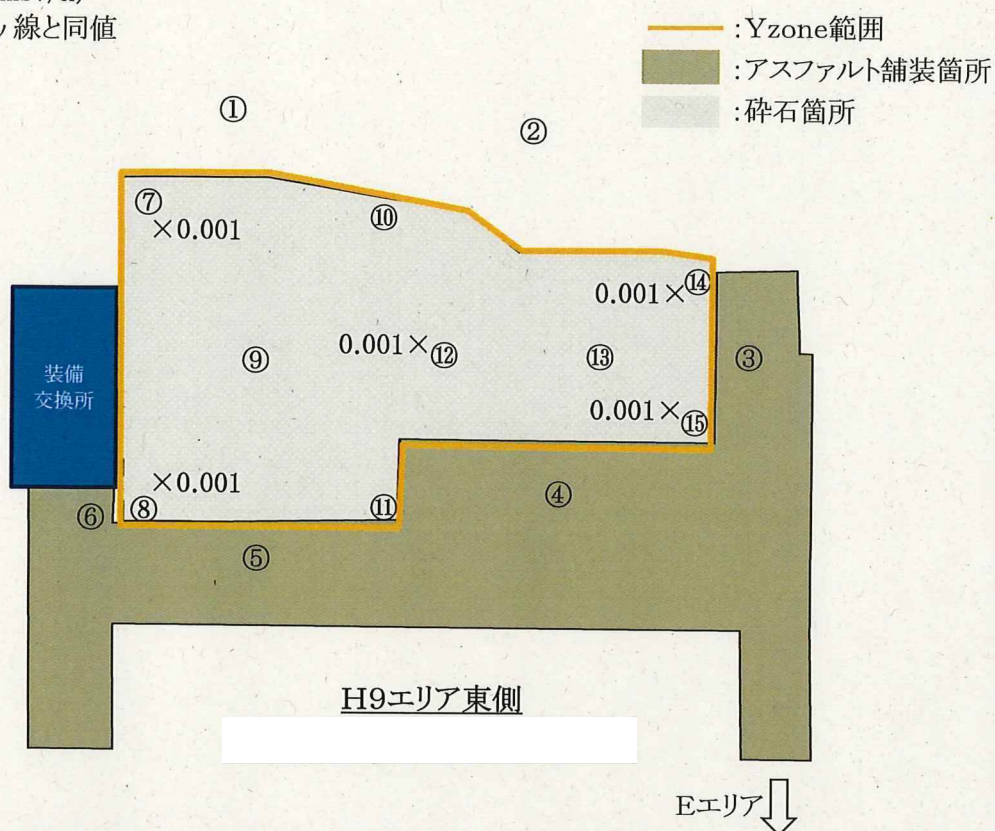 線と同値
:Yzone範囲
:アスファルト舗装箇所
:砕石箇所
①
②
⑦
×0.001
⑩
0.001×⑭
0.001×⑫
⑬
③
⑨
装備
交換所
0.001×⑮
×0.001
④
⑥
⑧
⑪
⑤
H9エリア東側
Eエリア